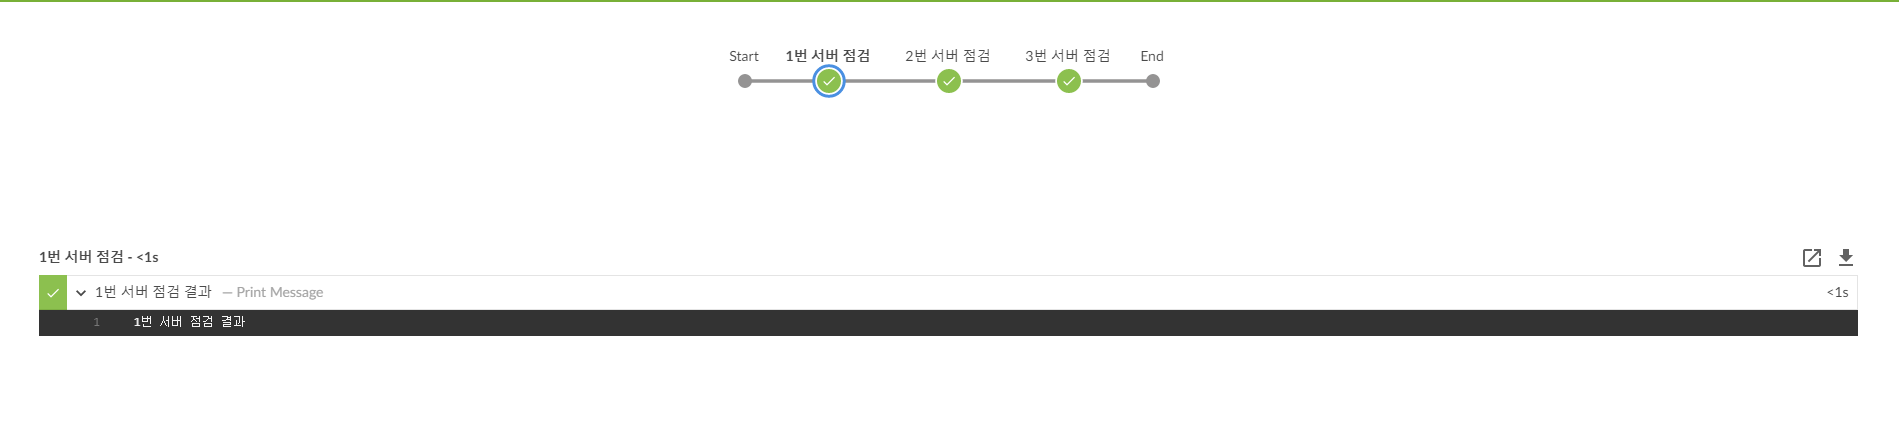 Start 1번 서버 점검 2번 서버 점검 3번 서버 점검 End
1번 서버 점검 - <1s
1번 서버 점검 결과 — Print Message <1s
1 1번 서버 점검 결과